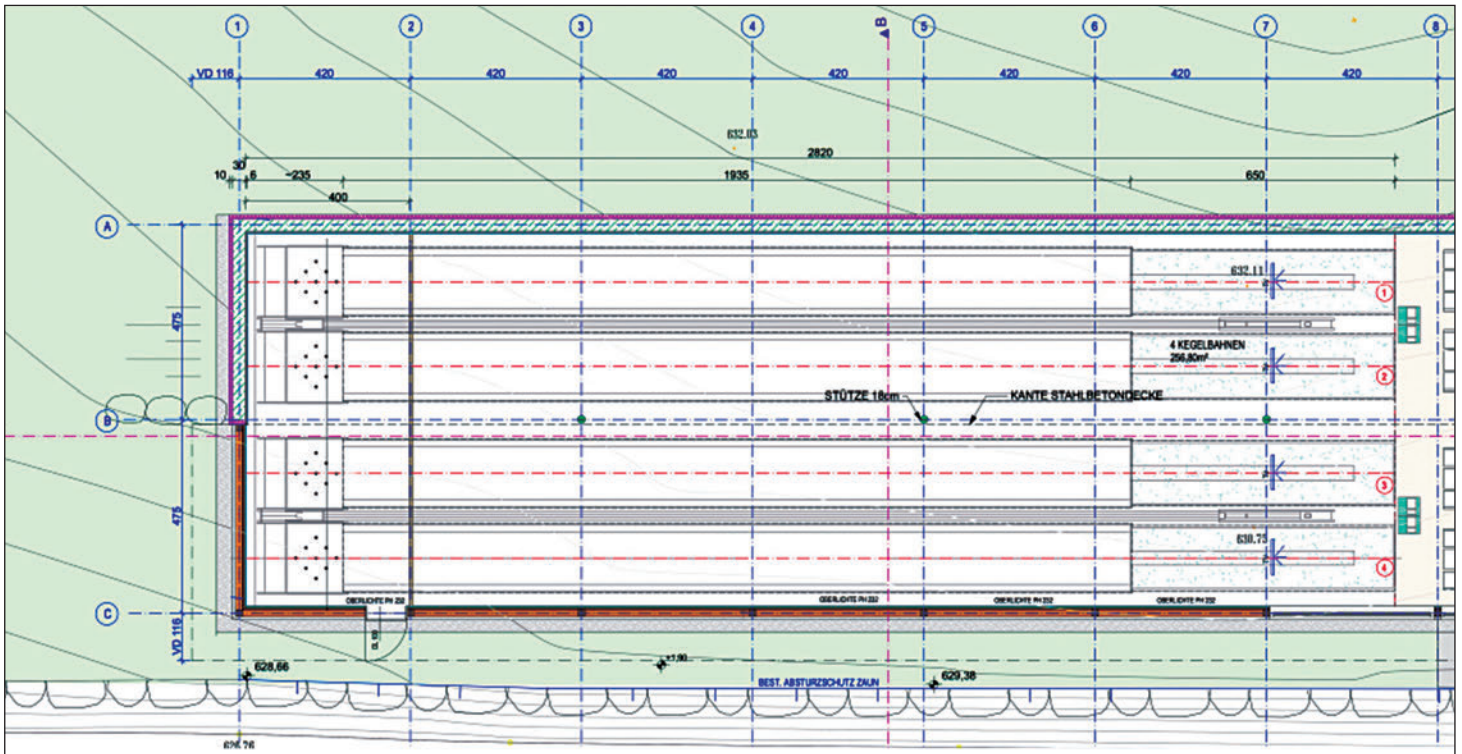 1 2 3 4 5 6 7 8
B
VD 116 420 420 420 420 420 420 420
632.03
2820
30
10 6 ~235 1935 650
400
A
632.11
1
475
4 KEGELBAHNEN
256,80m²
2
STÜTZE 18cm KANTE STAHLBETONDECKE
B
3
475
630.73
4
OBERLICHTE PH 232 OBERLICHTE PH 232 OBERLICHTE PH 232 OBERLICHTE PH 232
C
VD 116
+1,90
628,66
629,38
BEST. ABSTURZSCHUTZ ZAUN